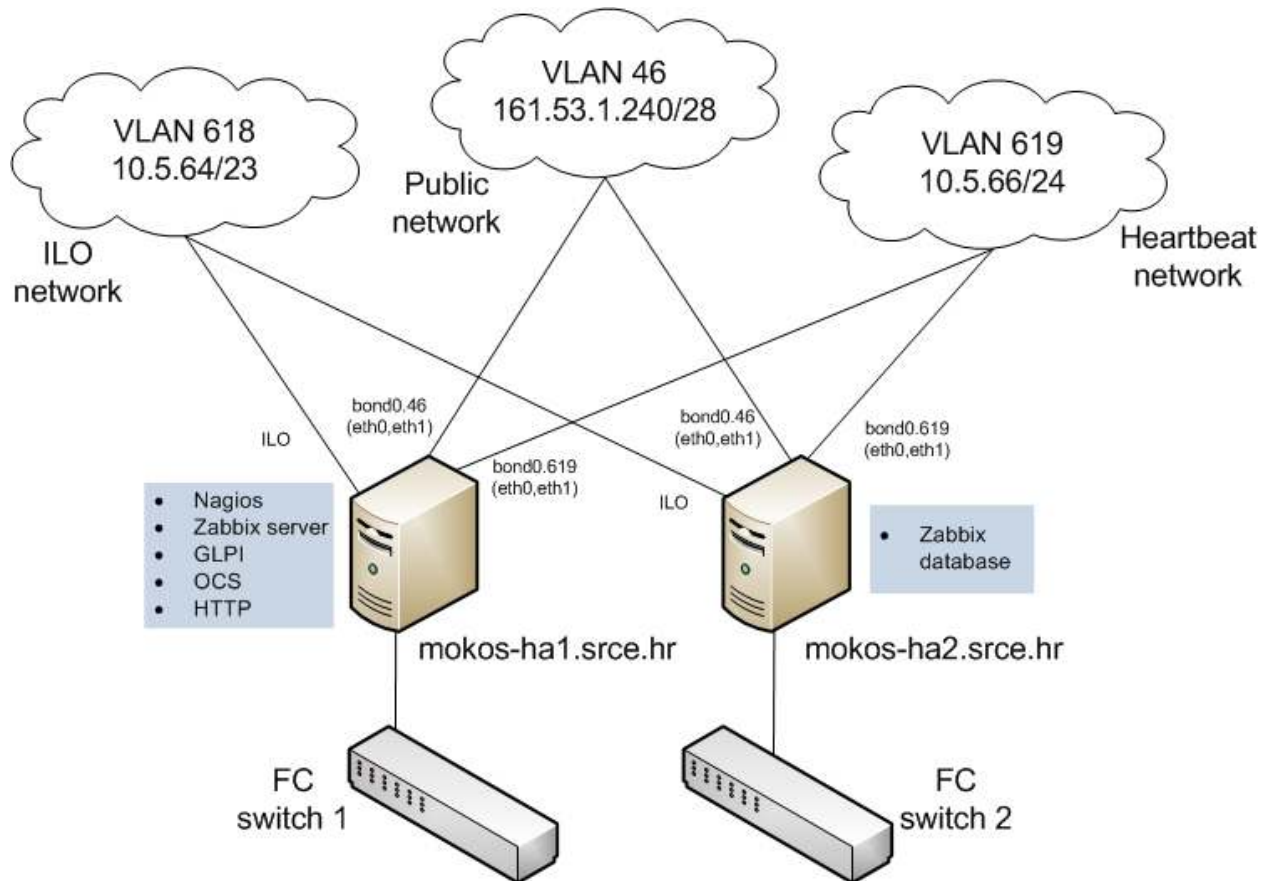 VLAN 46
161.53.1.240/28
VLAN 618
10.5.64/23
VLAN 619
10.5.66/24
Public
network
ILO
network
Heartbeat
network
bond0.46
(eth0,eth1)
ILO
bond0.619
(eth0,eth1)
bond0.46
(eth0,eth1)
bond0.619
(eth0,eth1)
ILO
• Nagios
• Zabbix server
• GLPI
• OCS
• HTTP
• Zabbix
database
mokos-ha1.srce.hr
mokos-ha2.srce.hr
FC
switch 1
FC
switch 2